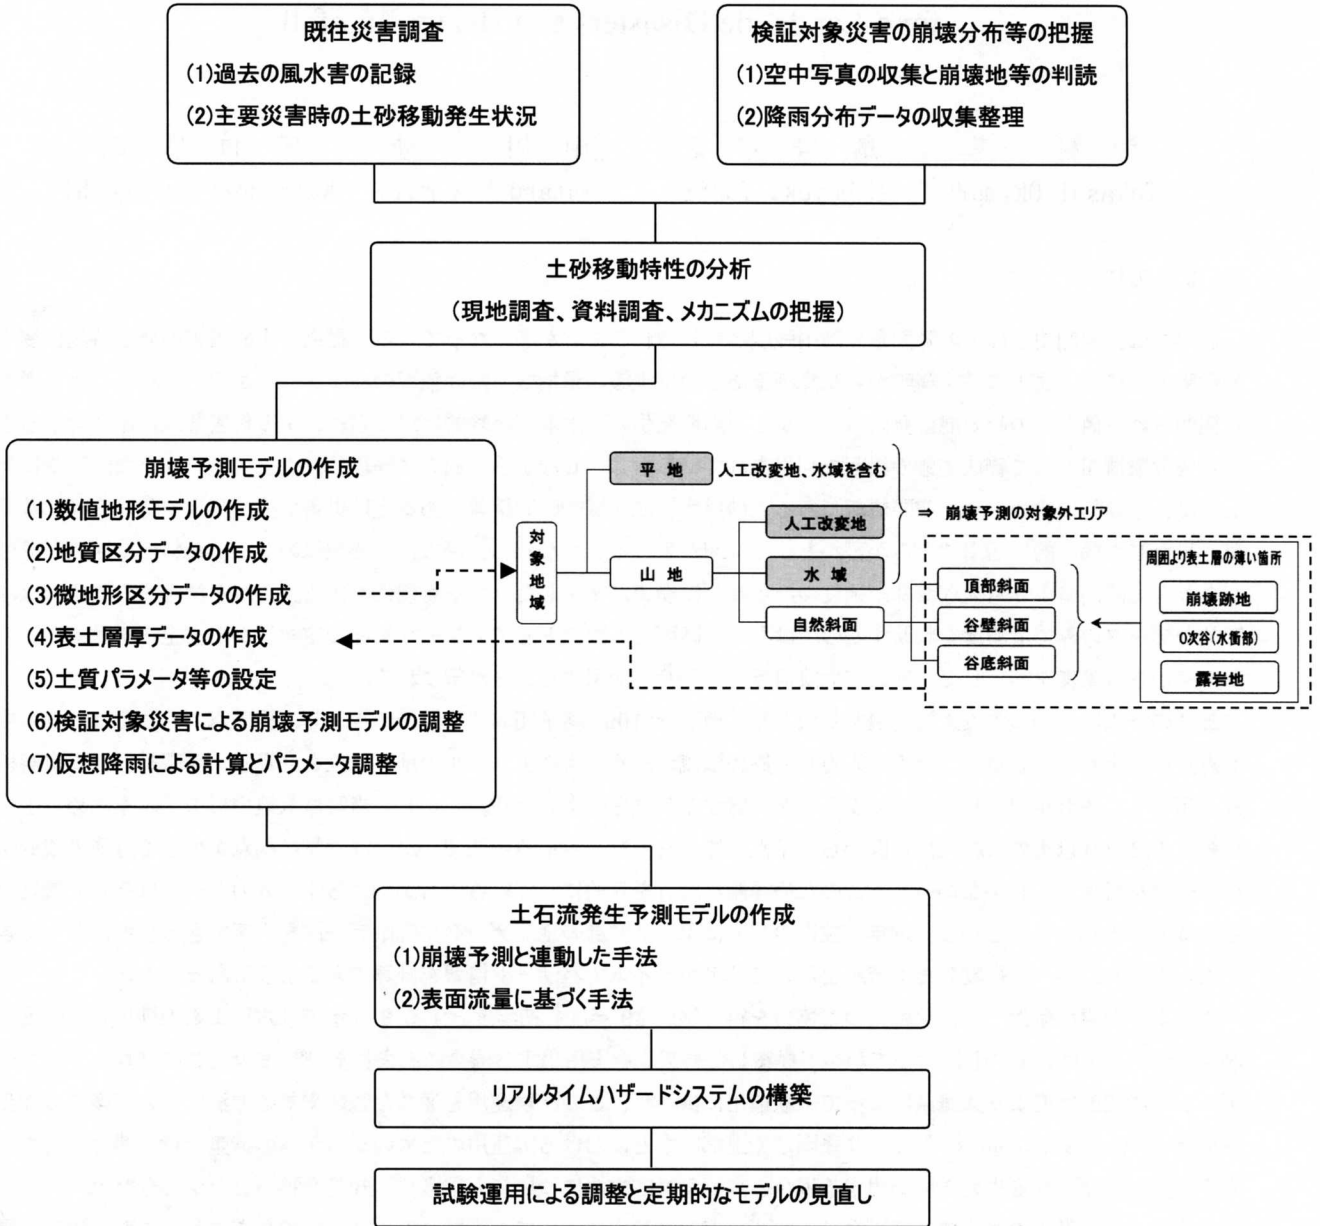 既往災害調査
(1)過去の風水害の記録
(2)主要災害時の土砂移動発生状況
検証対象災害の崩壊分布等の把握
(1)空中写真の収集と崩壊地等の判読
(2)降雨分布データの収集整理
土砂移動特性の分析
(現地調査、資料調査、メカニズムの把握)
崩壊予測モデルの作成
(1)数値地形モデルの作成
(2)地質区分データの作成
(3)微地形区分データの作成
(4)表土層厚データの作成
(5)土質パラメータ等の設定
(6)検証対象災害による崩壊予測モデルの調整
(7)仮想降雨による計算とパラメータ調整
対象地域
平 地
人工改変地、水域を含む
山 地
人工改変地
水 域
自然斜面
⇒ 崩壊予測の対象外エリア
頂部斜面
谷壁斜面
谷底斜面
周囲より表土層の薄い箇所
崩壊跡地
0次谷(水衝部)
露岩地
土石流発生予測モデルの作成
(1)崩壊予測と連動した手法
(2)表面流量に基づく手法
リアルタイムハザードシステムの構築
試験運用による調整と定期的なモデルの見直し